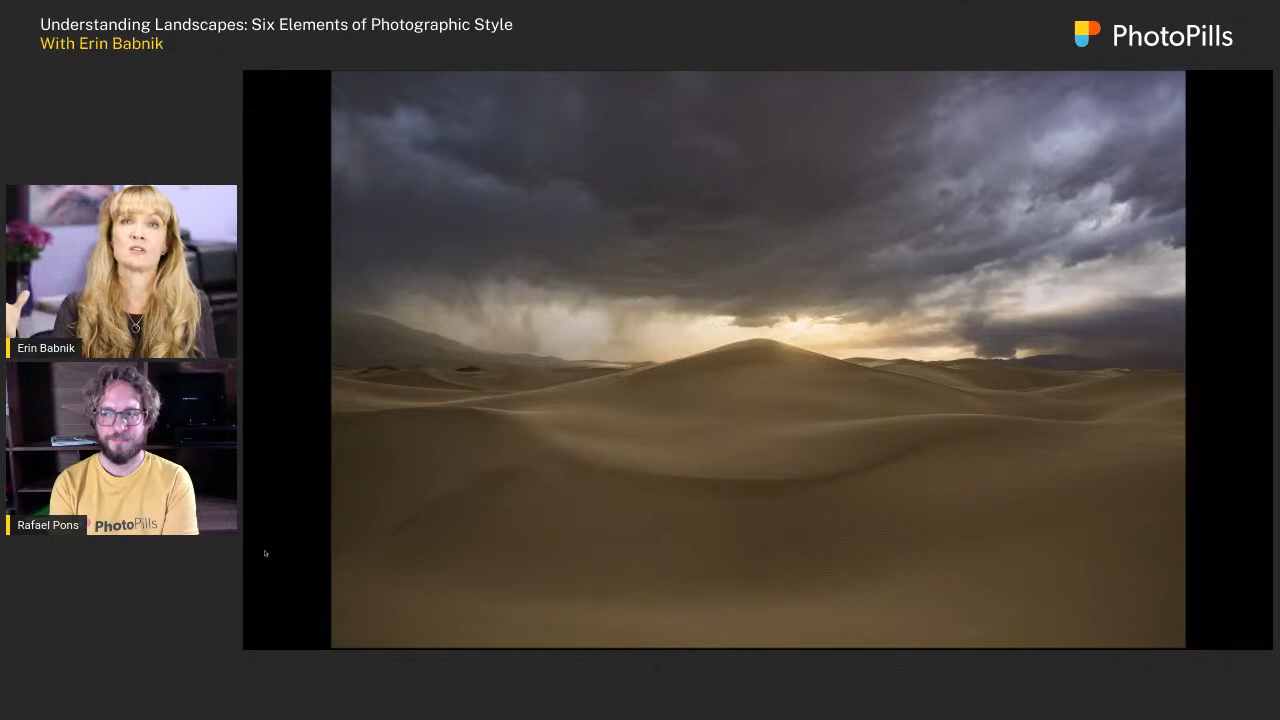 Understanding Landscapes: Six Elements of Photographic Style
With Erin Babnik
PhotoPills
Erin Babnik
PhotoPills
Rafael Pons